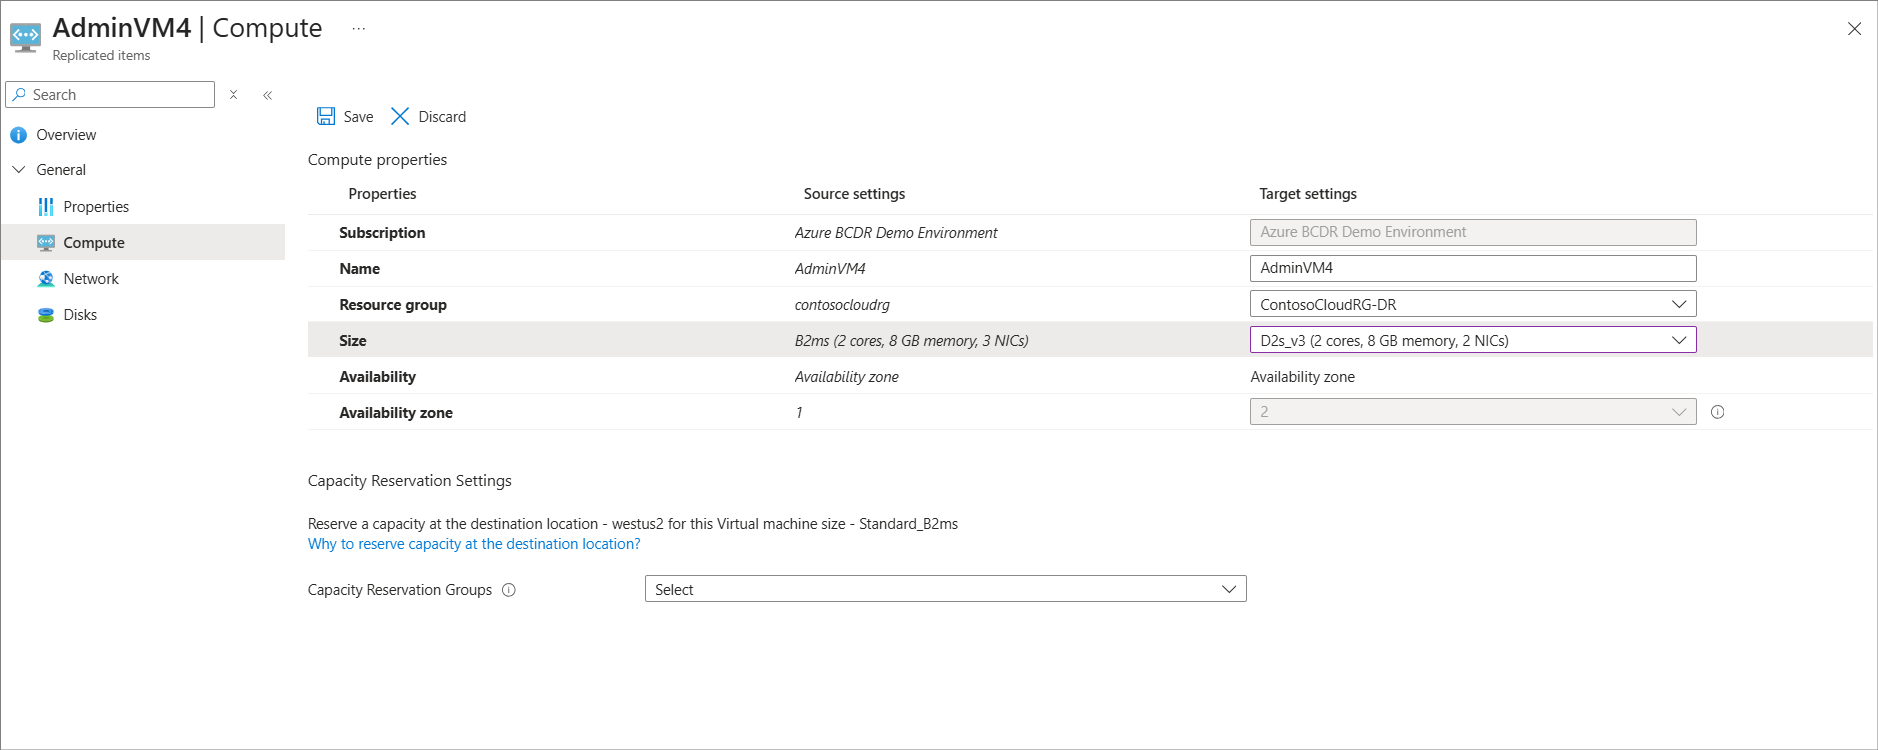 AdminVM4 | Compute ...
Replicated items
Search
Overview
General
Properties
Compute
Network
Disks
Save Discard
Compute properties
Properties Source settings Target settings
Subscription Azure BCDR Demo Environment Azure BCDR Demo Environment
Name AdminVM4 AdminVM4
Resource group contosocloudrg ContosoCloudRG-DR
Size B2ms (2 cores, 8 GB memory, 3 NICs) D2s_v3 (2 cores, 8 GB memory, 2 NICs)
Availability Availability zone Availability zone
Availability zone 1 2
Capacity Reservation Settings
Reserve a capacity at the destination location - westus2 for this Virtual machine size - Standard_B2ms
Why to reserve capacity at the destination location?
Capacity Reservation Groups Select